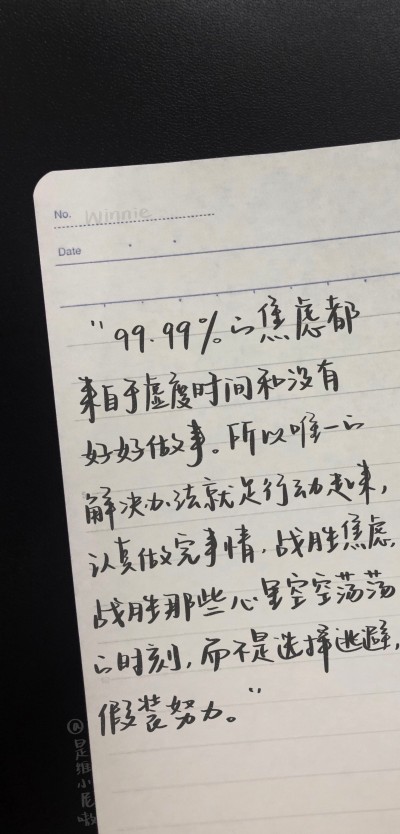 No. Winnie
Date
"99.99%的焦虑都
来自于虚度时间和没有
好好做事。所以唯一的
解决办法就是行动起来,
认真做完事情,战胜焦虑,
战胜那些心里空空荡荡
的时刻,而不是选择逃避,
假装努力。"